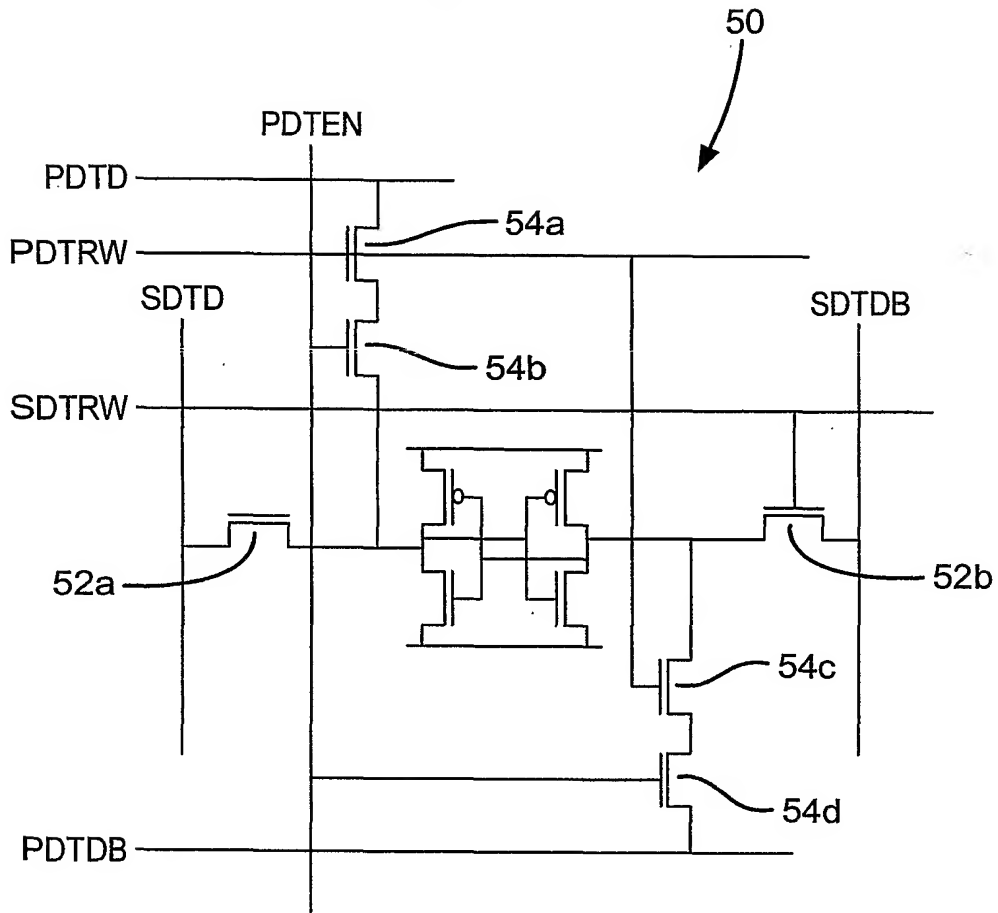 50
PDTEN
PDTD
54a
PDTRW
SDTD
SDTDB
54b
SDTRW
52a
52b
54c
54d
PDTDB